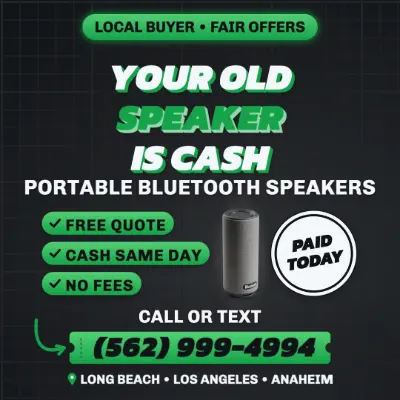 LOCAL BUYER • FAIR OFFERS
YOUR OLD
SPEAKER
IS CASH
PORTABLE BLUETOOTH SPEAKERS
FREE QUOTE
CASH SAME DAY
NO FEES
PAID
TODAY
CALL OR TEXT
(562) 999-4994
LONG BEACH • LOS ANGELES • ANAHEIM